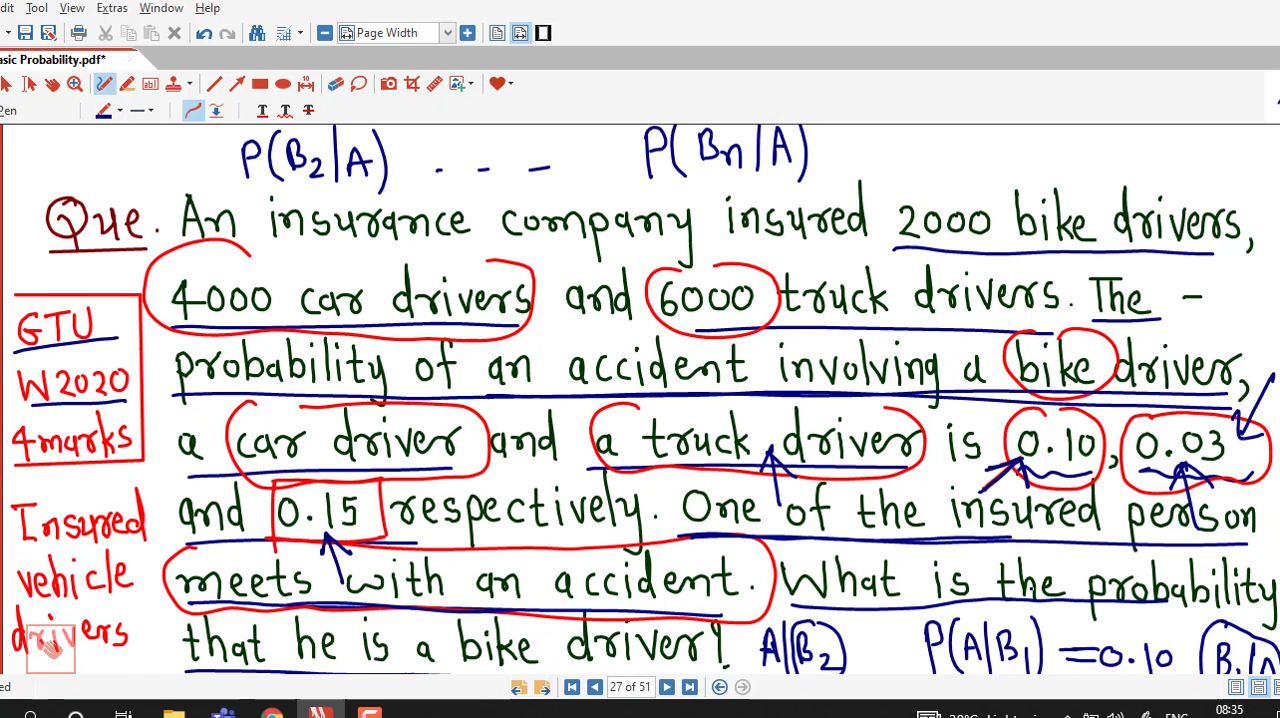 dit Tool View Comments Forms Window Help
Page Width
asic Probability.pdf*
Pen
P(B2|A) . - - - P(Bn|A)
Que. An insurance company insured 2000 bike drivers,
4000 car drivers and 6000 truck drivers. The -
probability of an accident involving a bike driver,
a car driver and a truck driver is 0.10, 0.03
and 0.15 respectively. One of the insured person
meets with an accident. What is the probability
that he is a bike driver?
GTU
W2020
4marks
Insured
vehicle
drivers
A|B2 P(A|B1) = 0.10
27 of 51
ENG
08:35